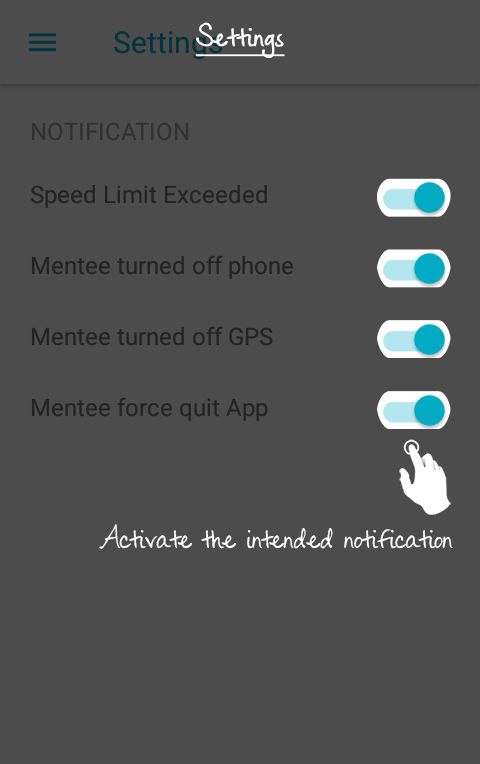 Settings
Settings
NOTIFICATION
Speed Limit Exceeded
Mentee turned off phone
Mentee turned off GPS
Mentee force quit App
Activate the intended notification